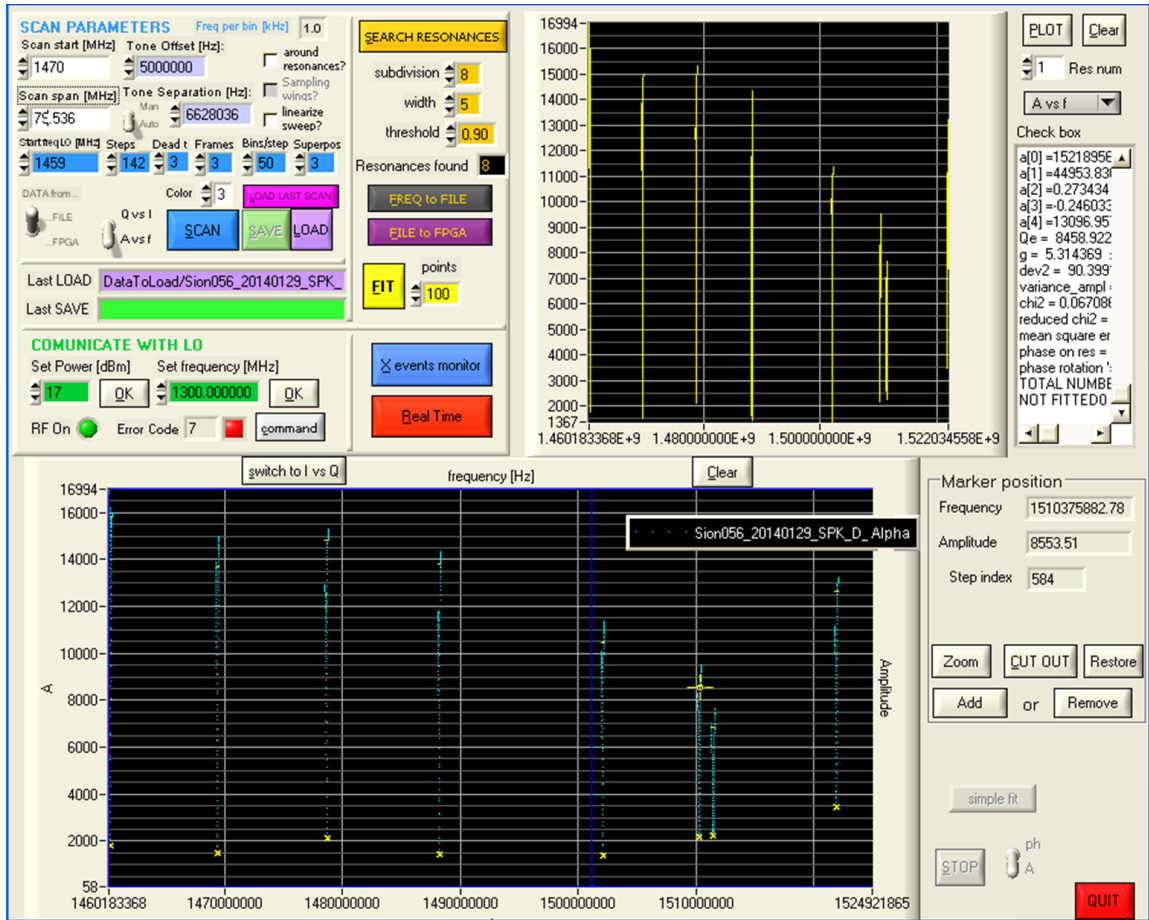 SCAN PARAMETERS Freq per bin [kHz] 1.0
Scan start [MHz] Tone Offset [Hz]:
1470 5000000
around resonances?
Scan span [MHz] Tone Separation [Hz]:
Sampling wings?
75.536 Man Auto 6628036
linearize sweep?
Startfreq LO [MHz] Steps Dead t Frames Bins/step Superpos
1459 142 3 3 50 3
DATA from... Color 3 LOAD LAST SCAN
...FILE
...FPGA
Q vs I
A vs f
SCAN SAVE LOAD
Last LOAD DataToLoad/Sion056_20140129_SPK_
Last SAVE
COMUNICATE WITH LO
Set Power [dBm] Set frequency [MHz]
17 OK 1300.000000 OK
RF On Error Code 7 command
SEARCH RESONANCES
subdivision 8
width 5
threshold 0.90
Resonances found 8
FREQ to FILE
FILE to FPGA
FIT points 100
X events monitor
Real Time
16994
16000
15000
14000
13000
12000
11000
10000
9000
8000
7000
6000
5000
4000
3000
2000
1367
1.460183368E+9 1.480000000E+9 1.500000000E+9 1.522034558E+9
PLOT Clear
1 Res num
A vs f
Check box
a[0] =15218956
a[1] =44953.830
a[2] =-0.273434
a[3] =-0.246033
a[4] =13096.957
Qe = 8458.922
g = 5.314369
dev2 = 90.399
variance_ampl
chi2 = 0.067086
reduced chi2 =
mean square er
phase on res =
phase rotation
TOTAL NUMBE
NOT FITTED0
switch to I vs Q frequency [Hz] Clear
16994
16000
14000
12000
10000
8000
6000
4000
2000
58
A
Sion056_20140129_SPK_D_ Alpha
Amplitude
1460183368 1470000000 1480000000 1490000000 1500000000 1510000000 1524921865
Marker position
Frequency 1510375882.78
Amplitude 8553.51
Step index 584
Zoom CUT OUT Restore
Add or Remove
simple fit
STOP ph A
QUIT